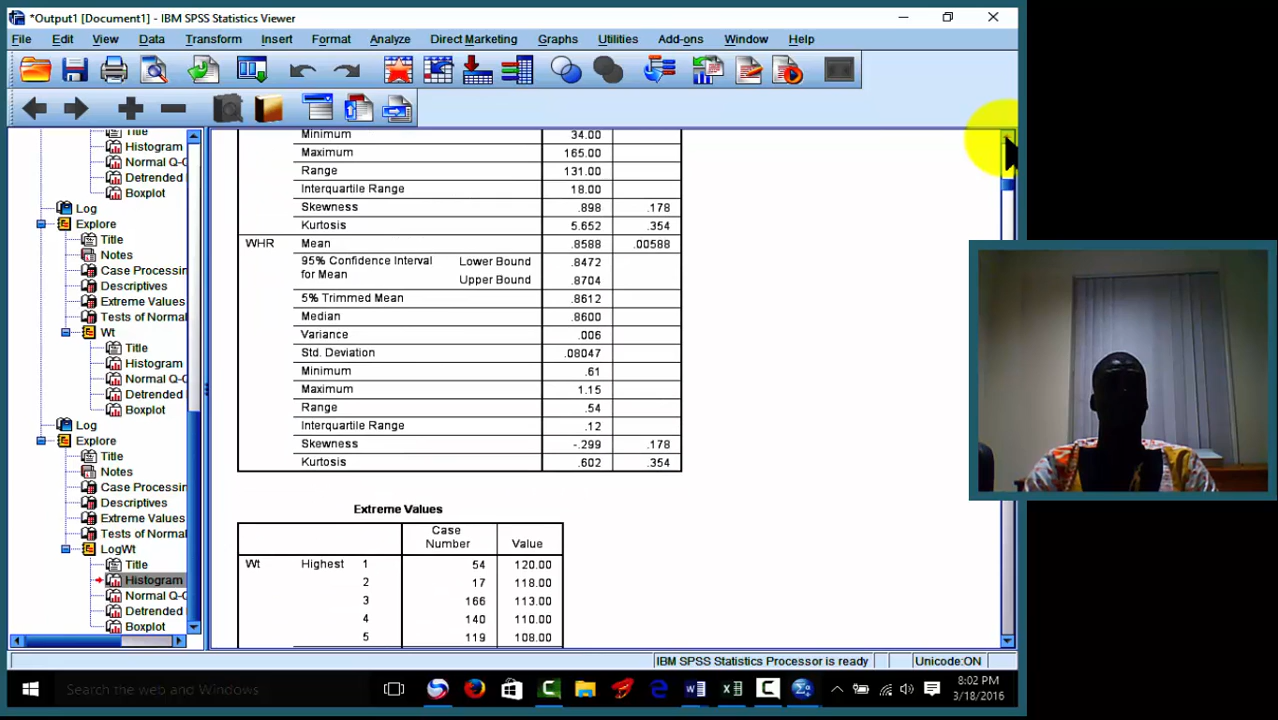 *Output1 [Document1] - IBM SPSS Statistics Viewer
File Edit View Data Transform Insert Format Analyze Direct Marketing Graphs Utilities Add-ons Window Help
Title
Histogram
Normal Q-Q
Detrended
Boxplot
Log
Explore
Title
Notes
Case Processin
Descriptives
Extreme Values
Tests of Normal
Wt
Title
Histogram
Normal Q-Q
Detrended
Boxplot
Log
Explore
Title
Notes
Case Processin
Descriptives
Extreme Values
Tests of Normal
LogWt
Title
Histogram
Normal Q-Q
Detrended
Boxplot
Minimum 34.00
Maximum 165.00
Range 131.00
Interquartile Range 18.00
Skewness .898 .178
Kurtosis 5.652 .354
WHR Mean .8588 .00588
95% Confidence Interval for Mean Lower Bound .8472
Upper Bound .8704
5% Trimmed Mean .8612
Median .8600
Variance .006
Std. Deviation .08047
Minimum .61
Maximum 1.15
Range .54
Interquartile Range .12
Skewness -.299 .178
Kurtosis .602 .354
Extreme Values
Case Number Value
Wt Highest 1 54 120.00
2 17 118.00
3 166 113.00
4 140 110.00
5 119 108.00
IBM SPSS Statistics Processor is ready Unicode:ON
Search the web and Windows
8:02 PM
3/18/2016